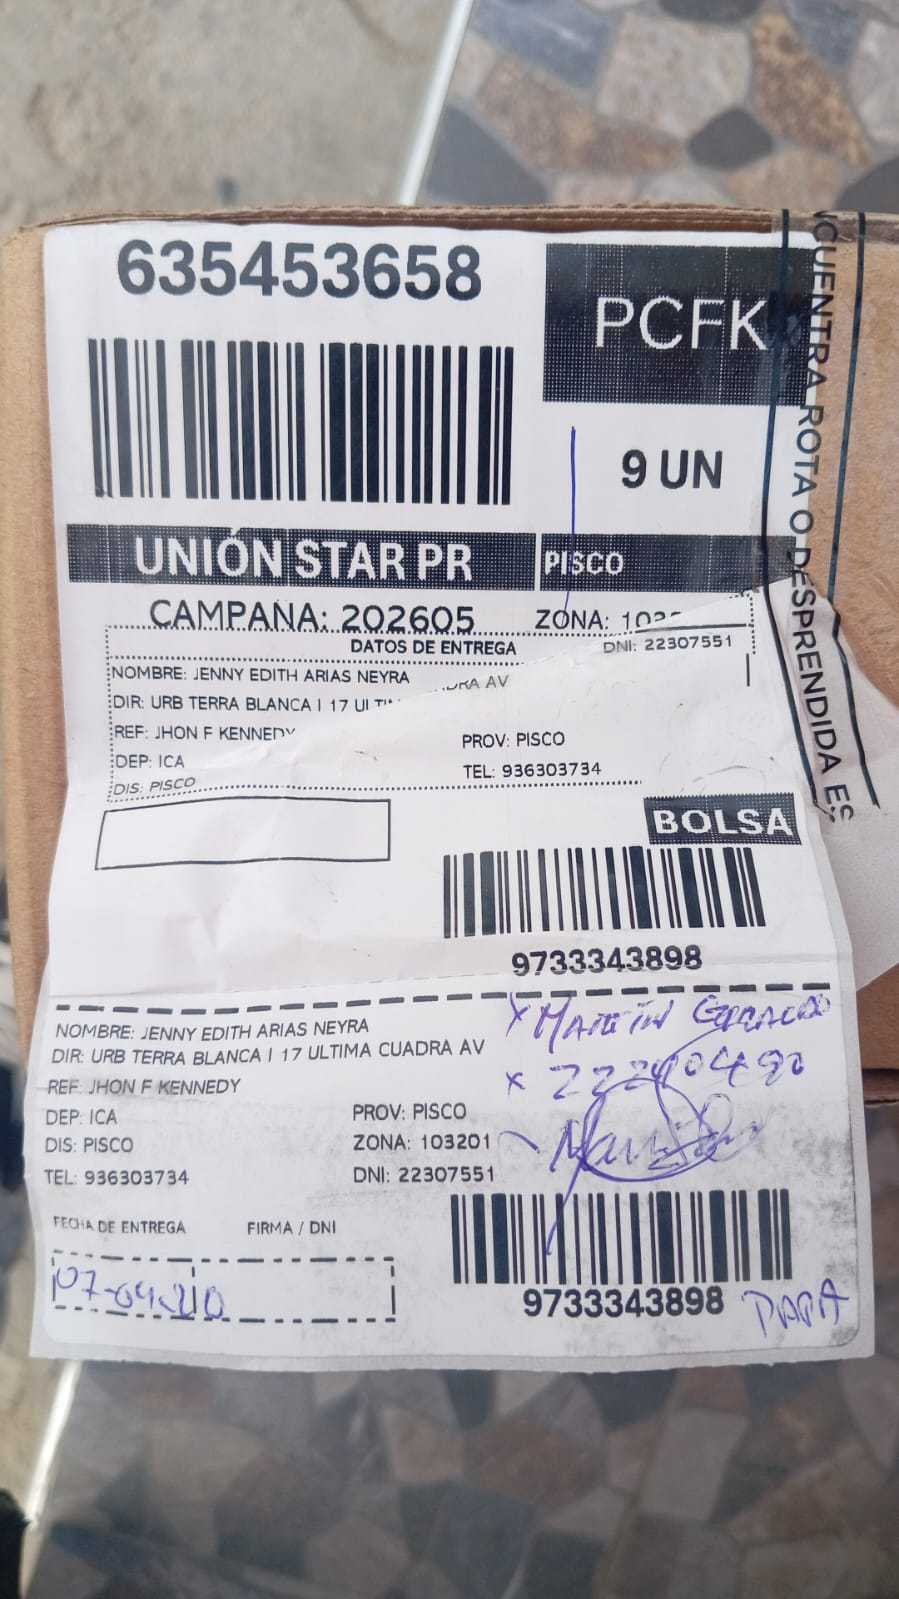 635453658
PCFK
9 UN
UNIÓN STAR PR
PISCO
CAMPAÑA: 202605
ZONA:
DATOS DE ENTREGA
DNI: 22307551
NOMBRE: JENNY EDITH ARIAS NEYRA
DIR: URB TERRA BLANCA I 17
AV
REF: JHON F KENNEDY
DEP: ICA
PROV: PISCO
DIS: PISCO
TEL: 936303734
BOLSA
9733343898
NOMBRE: JENNY EDITH ARIAS NEYRA
DIR: URB TERRA BLANCA I 17 ULTIMA CUADRA AV
REF: JHON F KENNEDY
DEP: ICA
PROV: PISCO
DIS: PISCO
ZONA: 103201
TEL: 936303734
DNI: 22307551
x Martin
FECHA DE ENTREGA
FIRMA / DNI
9733343898
PAPA
ROTA O DESPRENDIDA